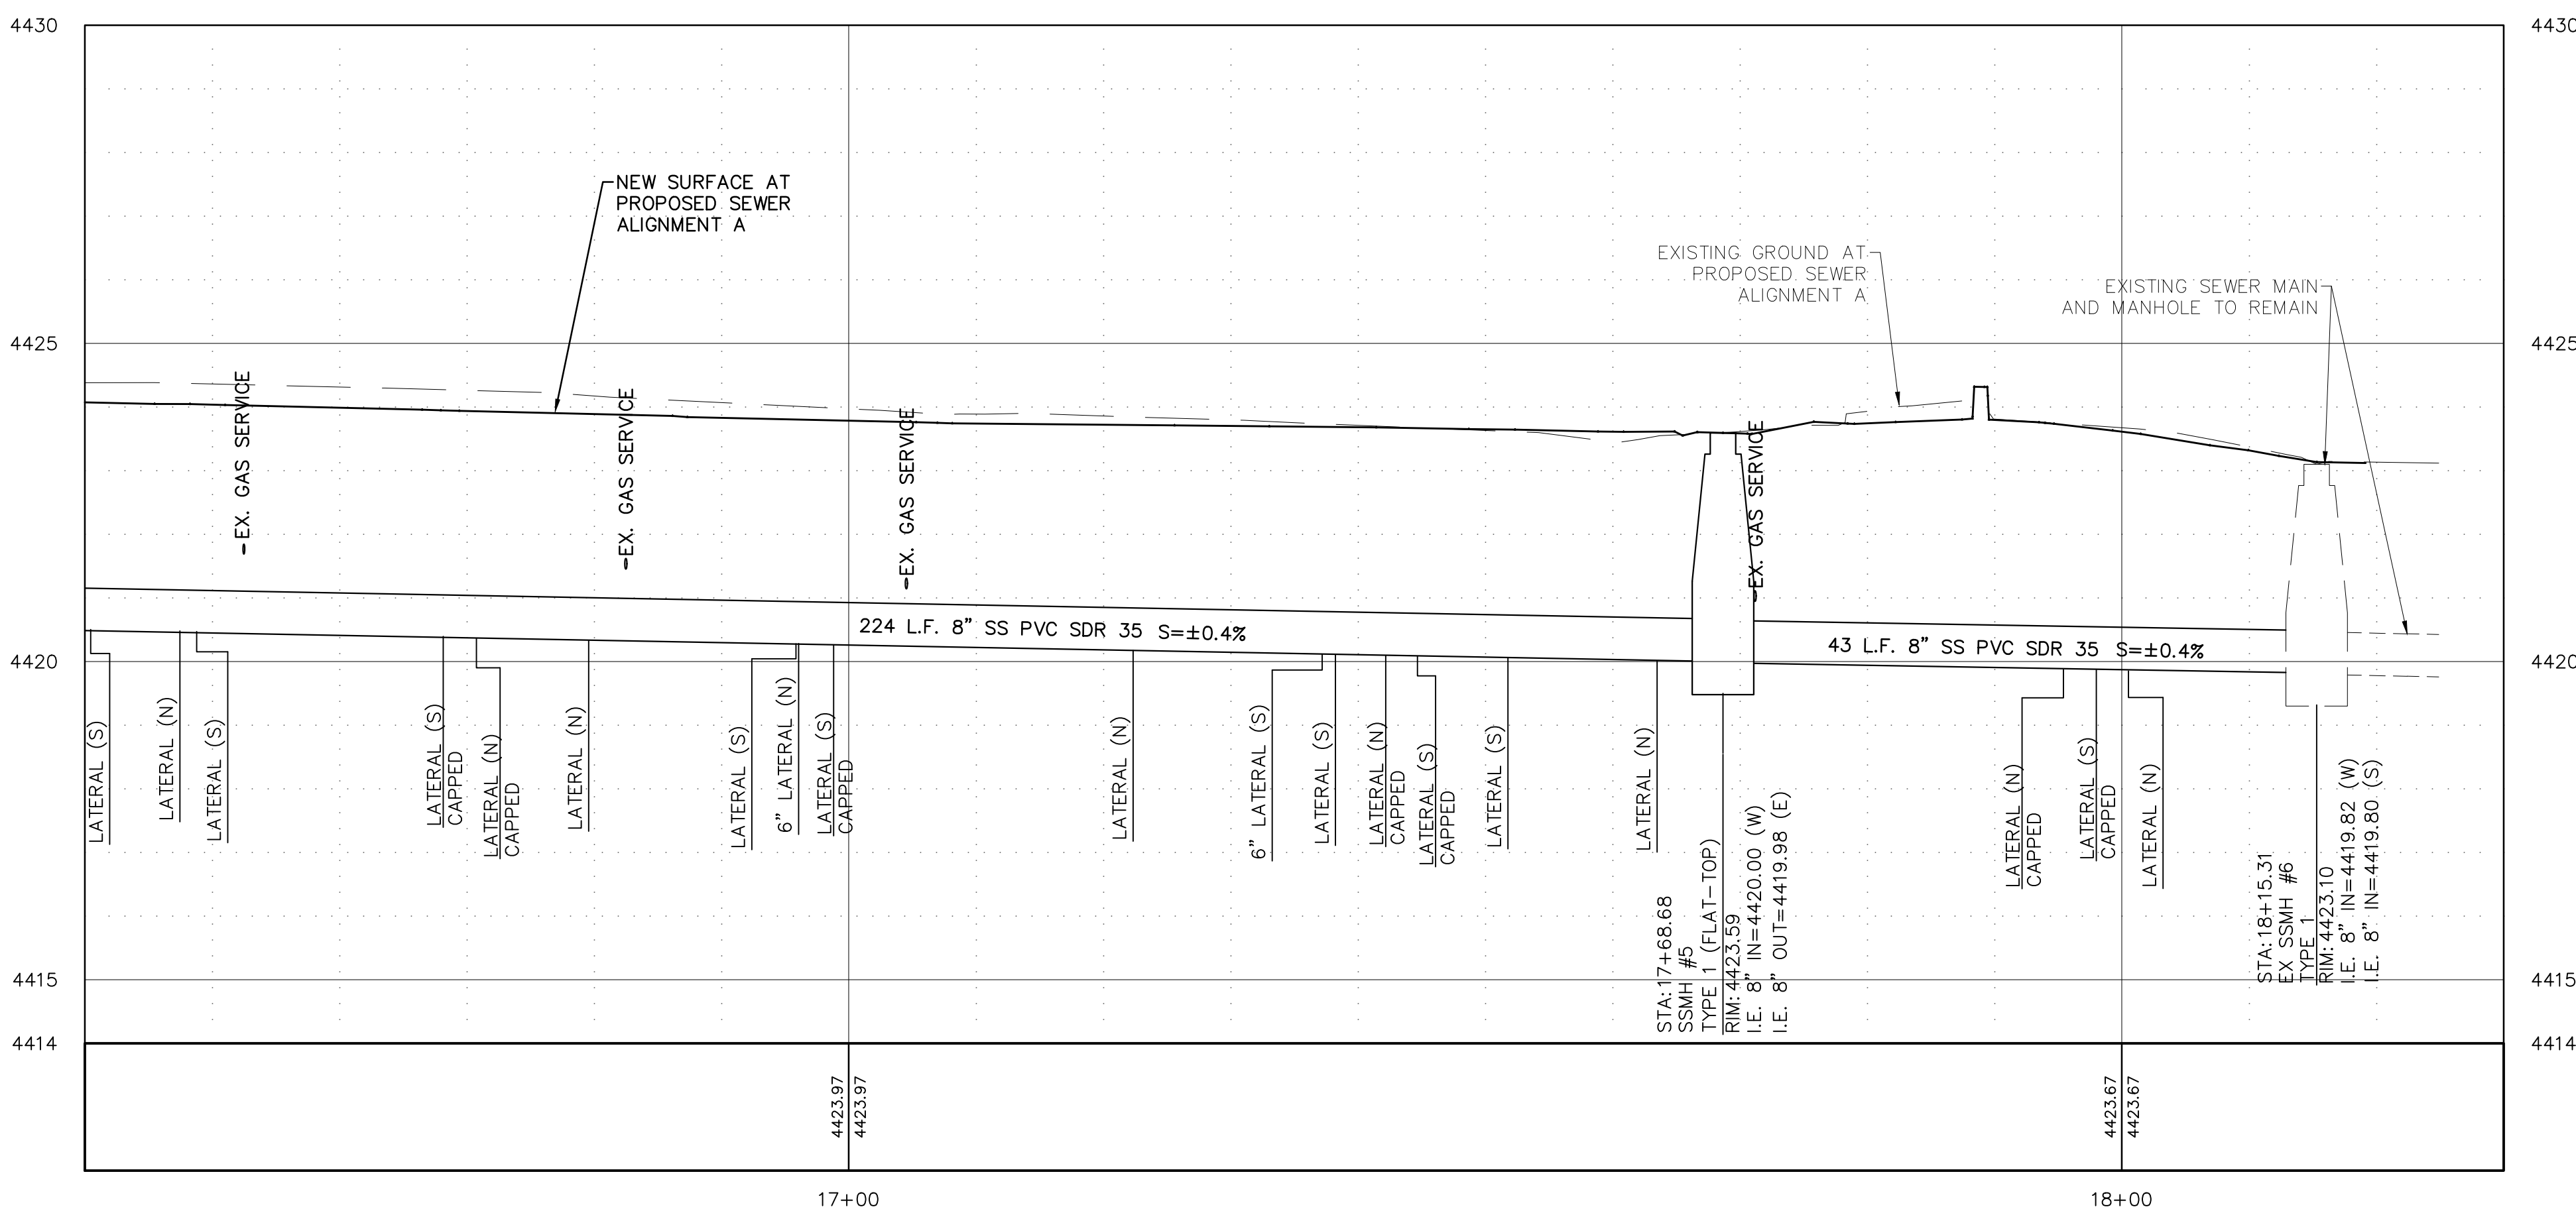 4430
4430
NEW SURFACE AT
PROPOSED SEWER
ALIGNMENT A
EXISTING GROUND AT
PROPOSED SEWER
ALIGNMENT A
EXISTING SEWER MAIN
AND MANHOLE TO REMAIN
4425
4425
EX. GAS SERVICE
EX. GAS SERVICE
EX. GAS SERVICE
EX. GAS SERVICE
224 L.F. 8" SS PVC SDR 35 S=±0.4%
43 L.F. 8" SS PVC SDR 35 S=±0.4%
4420
4420
LATERAL (S)
LATERAL (N)
LATERAL (S)
LATERAL (S)
CAPPED
LATERAL (N)
CAPPED
LATERAL (N)
LATERAL (S)
6" LATERAL (N)
LATERAL (S)
CAPPED
LATERAL (N)
6" LATERAL (S)
LATERAL (S)
LATERAL (N)
CAPPED
LATERAL (S)
CAPPED
LATERAL (S)
LATERAL (N)
STA:17+68.68
SSMH #5
TYPE 1 (FLAT-TOP)
RIM:4423.59
I.E. 8" IN=4420.00 (W)
I.E. 8" OUT=4419.98 (E)
LATERAL (N)
CAPPED
LATERAL (S)
CAPPED
LATERAL (N)
STA:18+15.31
EX SSMH #6
TYPE 1
RIM:4423.10
I.E. 8" IN=4419.82 (W)
I.E. 8" IN=4419.80 (S)
4415
4415
4414
4414
4423.97
4423.97
4423.67
4423.67
17+00
18+00